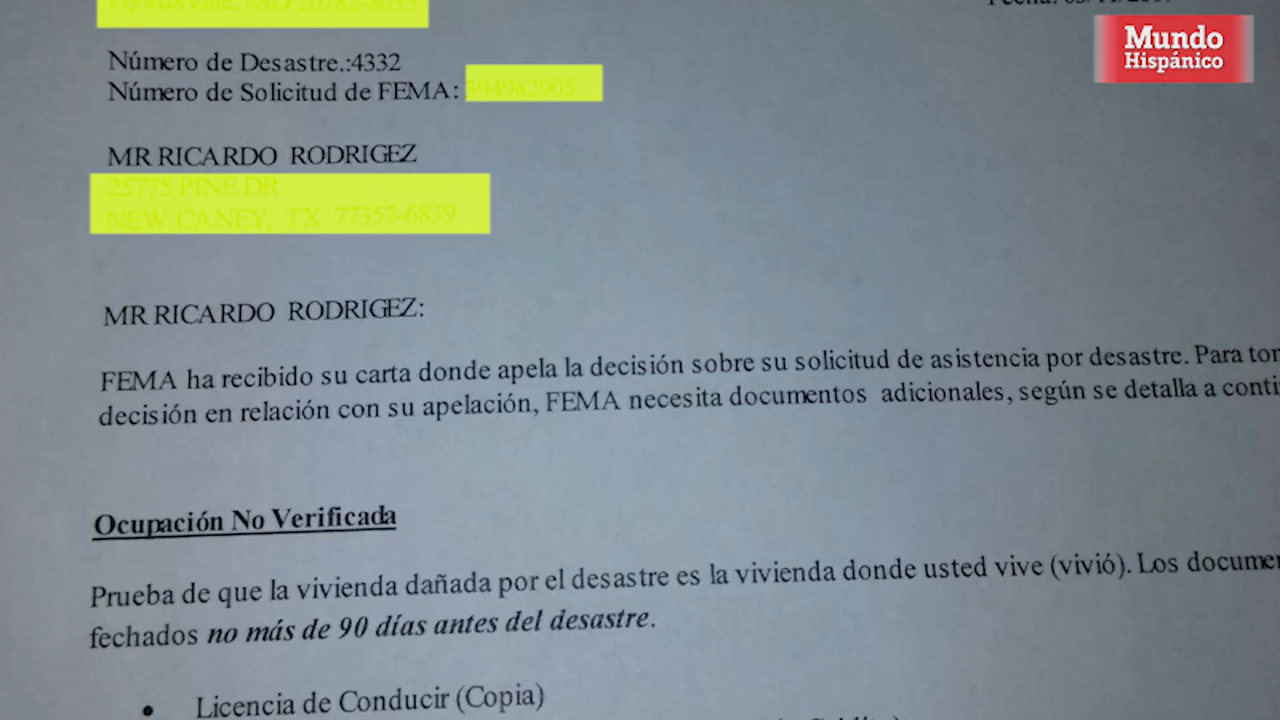 Fecha:
Mundo
Hispánico
Número de Desastre.:4332
Número de Solicitud de FEMA:
MR RICARDO RODRIGEZ
MR RICARDO RODRIGEZ:
FEMA ha recibido su carta donde apela la decisión sobre su solicitud de asistencia por desastre. Para
decisión en relación con su apelación, FEMA necesita documentos adicionales, según se detalla a
Ocupación No Verificada
Prueba de que la vivienda dañada por el desastre es la vivienda donde usted vive (vivió). Los
fechados no más de 90 días antes del desastre.
• Licencia de Conducir (Copia)